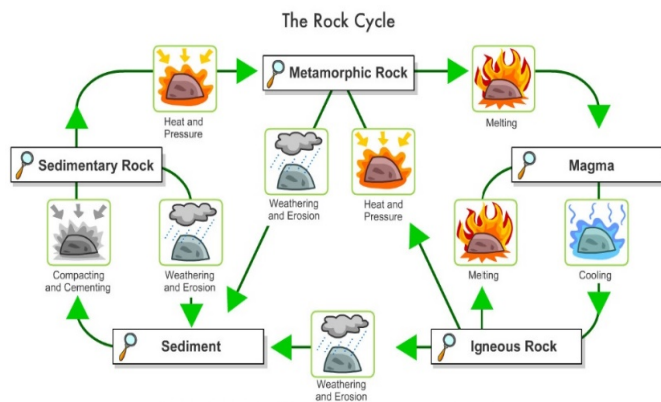 The Rock Cycle
Metamorphic Rock
Heat and
Pressure
Melting
Sedimentary Rock
Weathering
and Erosion
Heat and
Pressure
Magma
Compacting
and Cementing
Weathering
and Erosion
Melting
Cooling
Sediment
Igneous Rock
Weathering
and Erosion